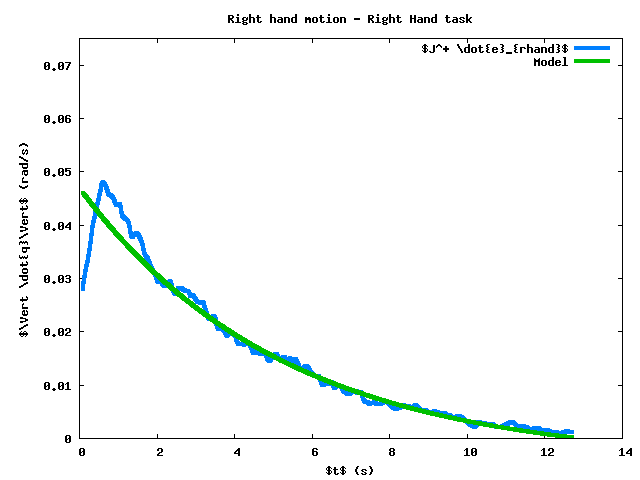 Right hand motion - Right Hand task
$J^+ \dot{e}_{rhand}$
Model
0.07
0.06
0.05
0.04
0.03
0.02
0.01
0
$\Vert \dot{q}\Vert$ (rad/s)
0 2 4 6 8 10 12 14
$t$ (s)